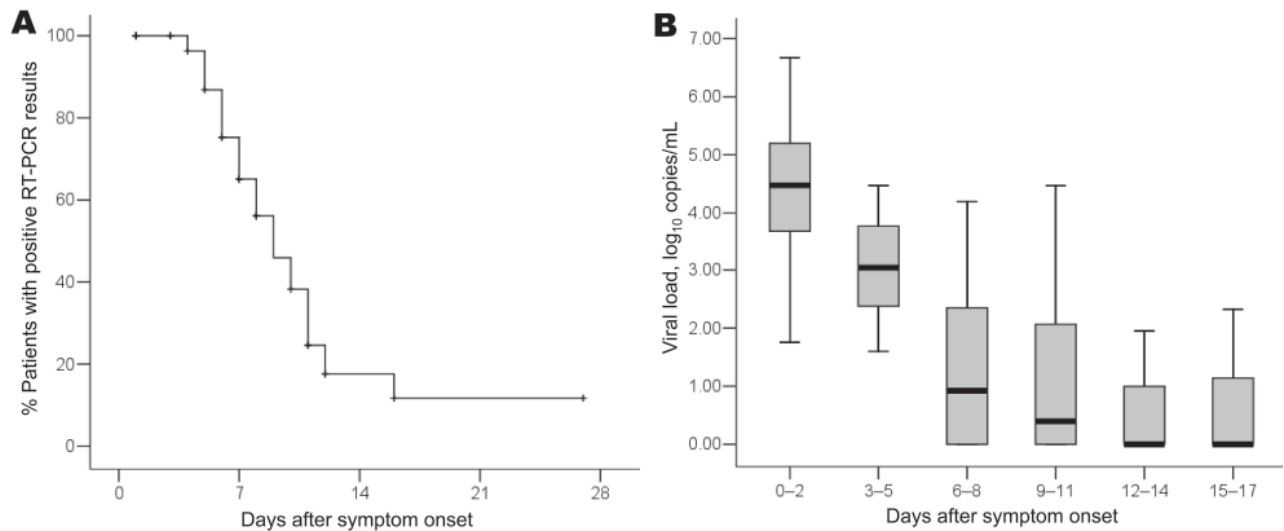 A
% Patients with positive RT-PCR results
100
80
60
40
20
0
0 7 14 21 28
Days after symptom onset
B
Viral load, log10 copies/mL
7.00
6.00
5.00
4.00
3.00
2.00
1.00
0.00
0–2 3–5 6–8 9–11 12–14 15–17
Days after symptom onset